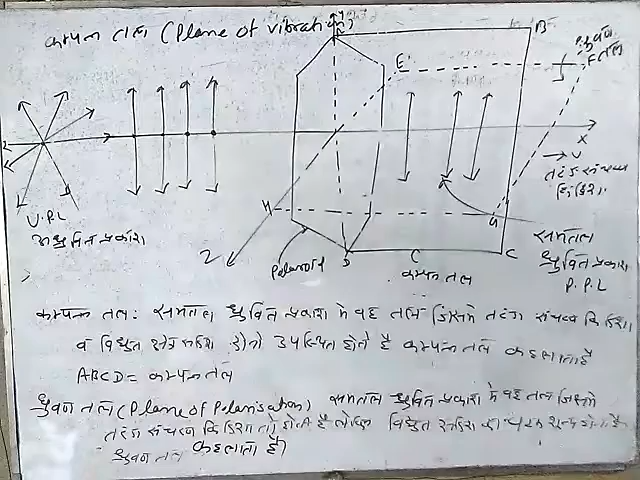 कम्पन तल (Plane of vibration)
Y
B
ध्रुवण
तल
E
F
X
→ V
तरंग संचरण
कि दिशा
U.P.L
अध्रुवित प्रकाश
H
G
Z
Polaroid
D
C
C
कम्पन तल
समतल
ध्रुवित प्रकाश
P.P.L
कम्पन तल: समतल ध्रुवित प्रकाश मे वह तल जिसमे तरंग संचरण कि दिशा
व विद्युत सदिश दोनो उपस्थित होते है कम्पन तल कहलाता है
ABCD = कम्पन तल
ध्रुवण तल (Plane of Polarisation) समतल ध्रुवित प्रकाश मे वह तल जिसमे
तरंग संचरण कि दिशा तो होती है लेकिन विद्युत सदिश का घटक शून्य होता है
ध्रुवण तल कहलाता है।